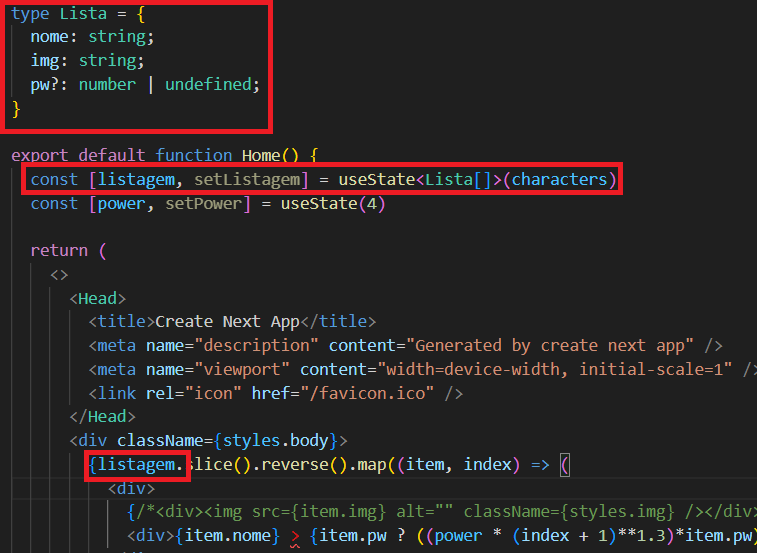 type Lista = {
nome: string;
img: string;
pw?: number | undefined;
}
export default function Home() {
const [listagem, setListagem] = useState<Lista[]>(characters)
const [power, setPower] = useState(4)
return (
<>
<Head>
<title>Create Next App</title>
<meta name="description" content="Generated by create next app" />
<meta name="viewport" content="width=device-width, initial-scale=1" />
<link rel="icon" href="/favicon.ico" />
</Head>
<div className={styles.body}>
{listagem.slice().reverse().map((item, index) => (
<div>
{/*<div><img src={item.img} alt="" className={styles.img} /></div>
<div>{item.nome} > {item.pw ? ((power * (index + 1)**1.3)*item.pw)